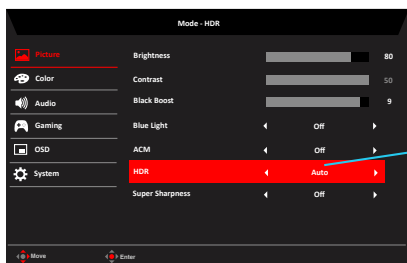 Mode - HDR
Picture
Brightness 80
Color
Contrast 50
Audio
Black Boost 9
Gaming
Blue Light Off
OSD
ACM Off
System
HDR Auto
Super Sharpness Off
Move Enter